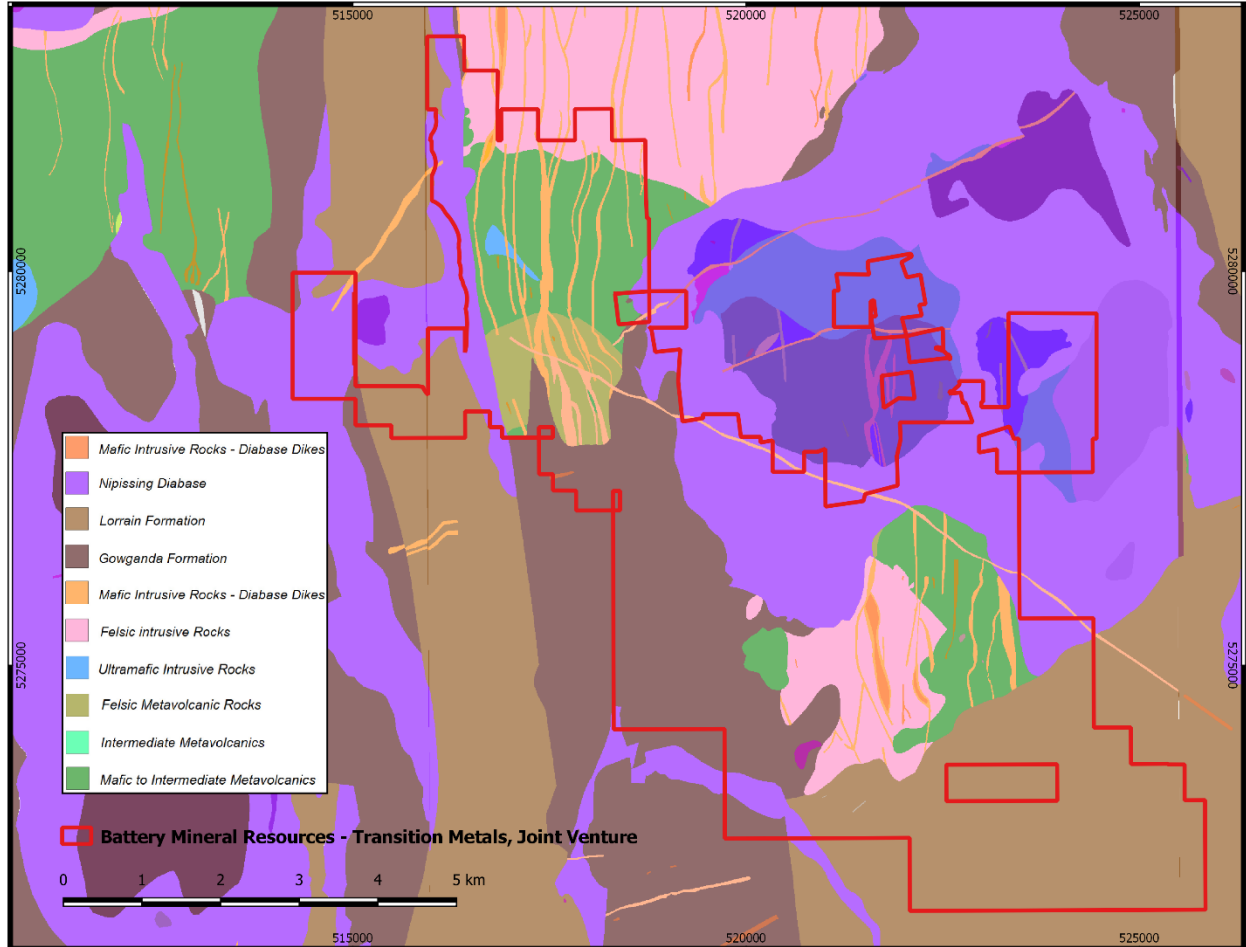 515000
520000
525000
5280000
5280000
Mafic Intrusive Rocks - Diabase Dikes
Nipissing Diabase
Lorrain Formation
Gowganda Formation
Mafic Intrusive Rocks - Diabase Dikes
Felsic intrusive Rocks
Ultramafic Intrusive Rocks
Felsic Metavolcanic Rocks
Intermediate Metavolcanics
Mafic to Intermediate Metavolcanics
5275000
5275000
Battery Mineral Resources - Transition Metals, Joint Venture
0 1 2 3 4 5 km
515000
520000
525000